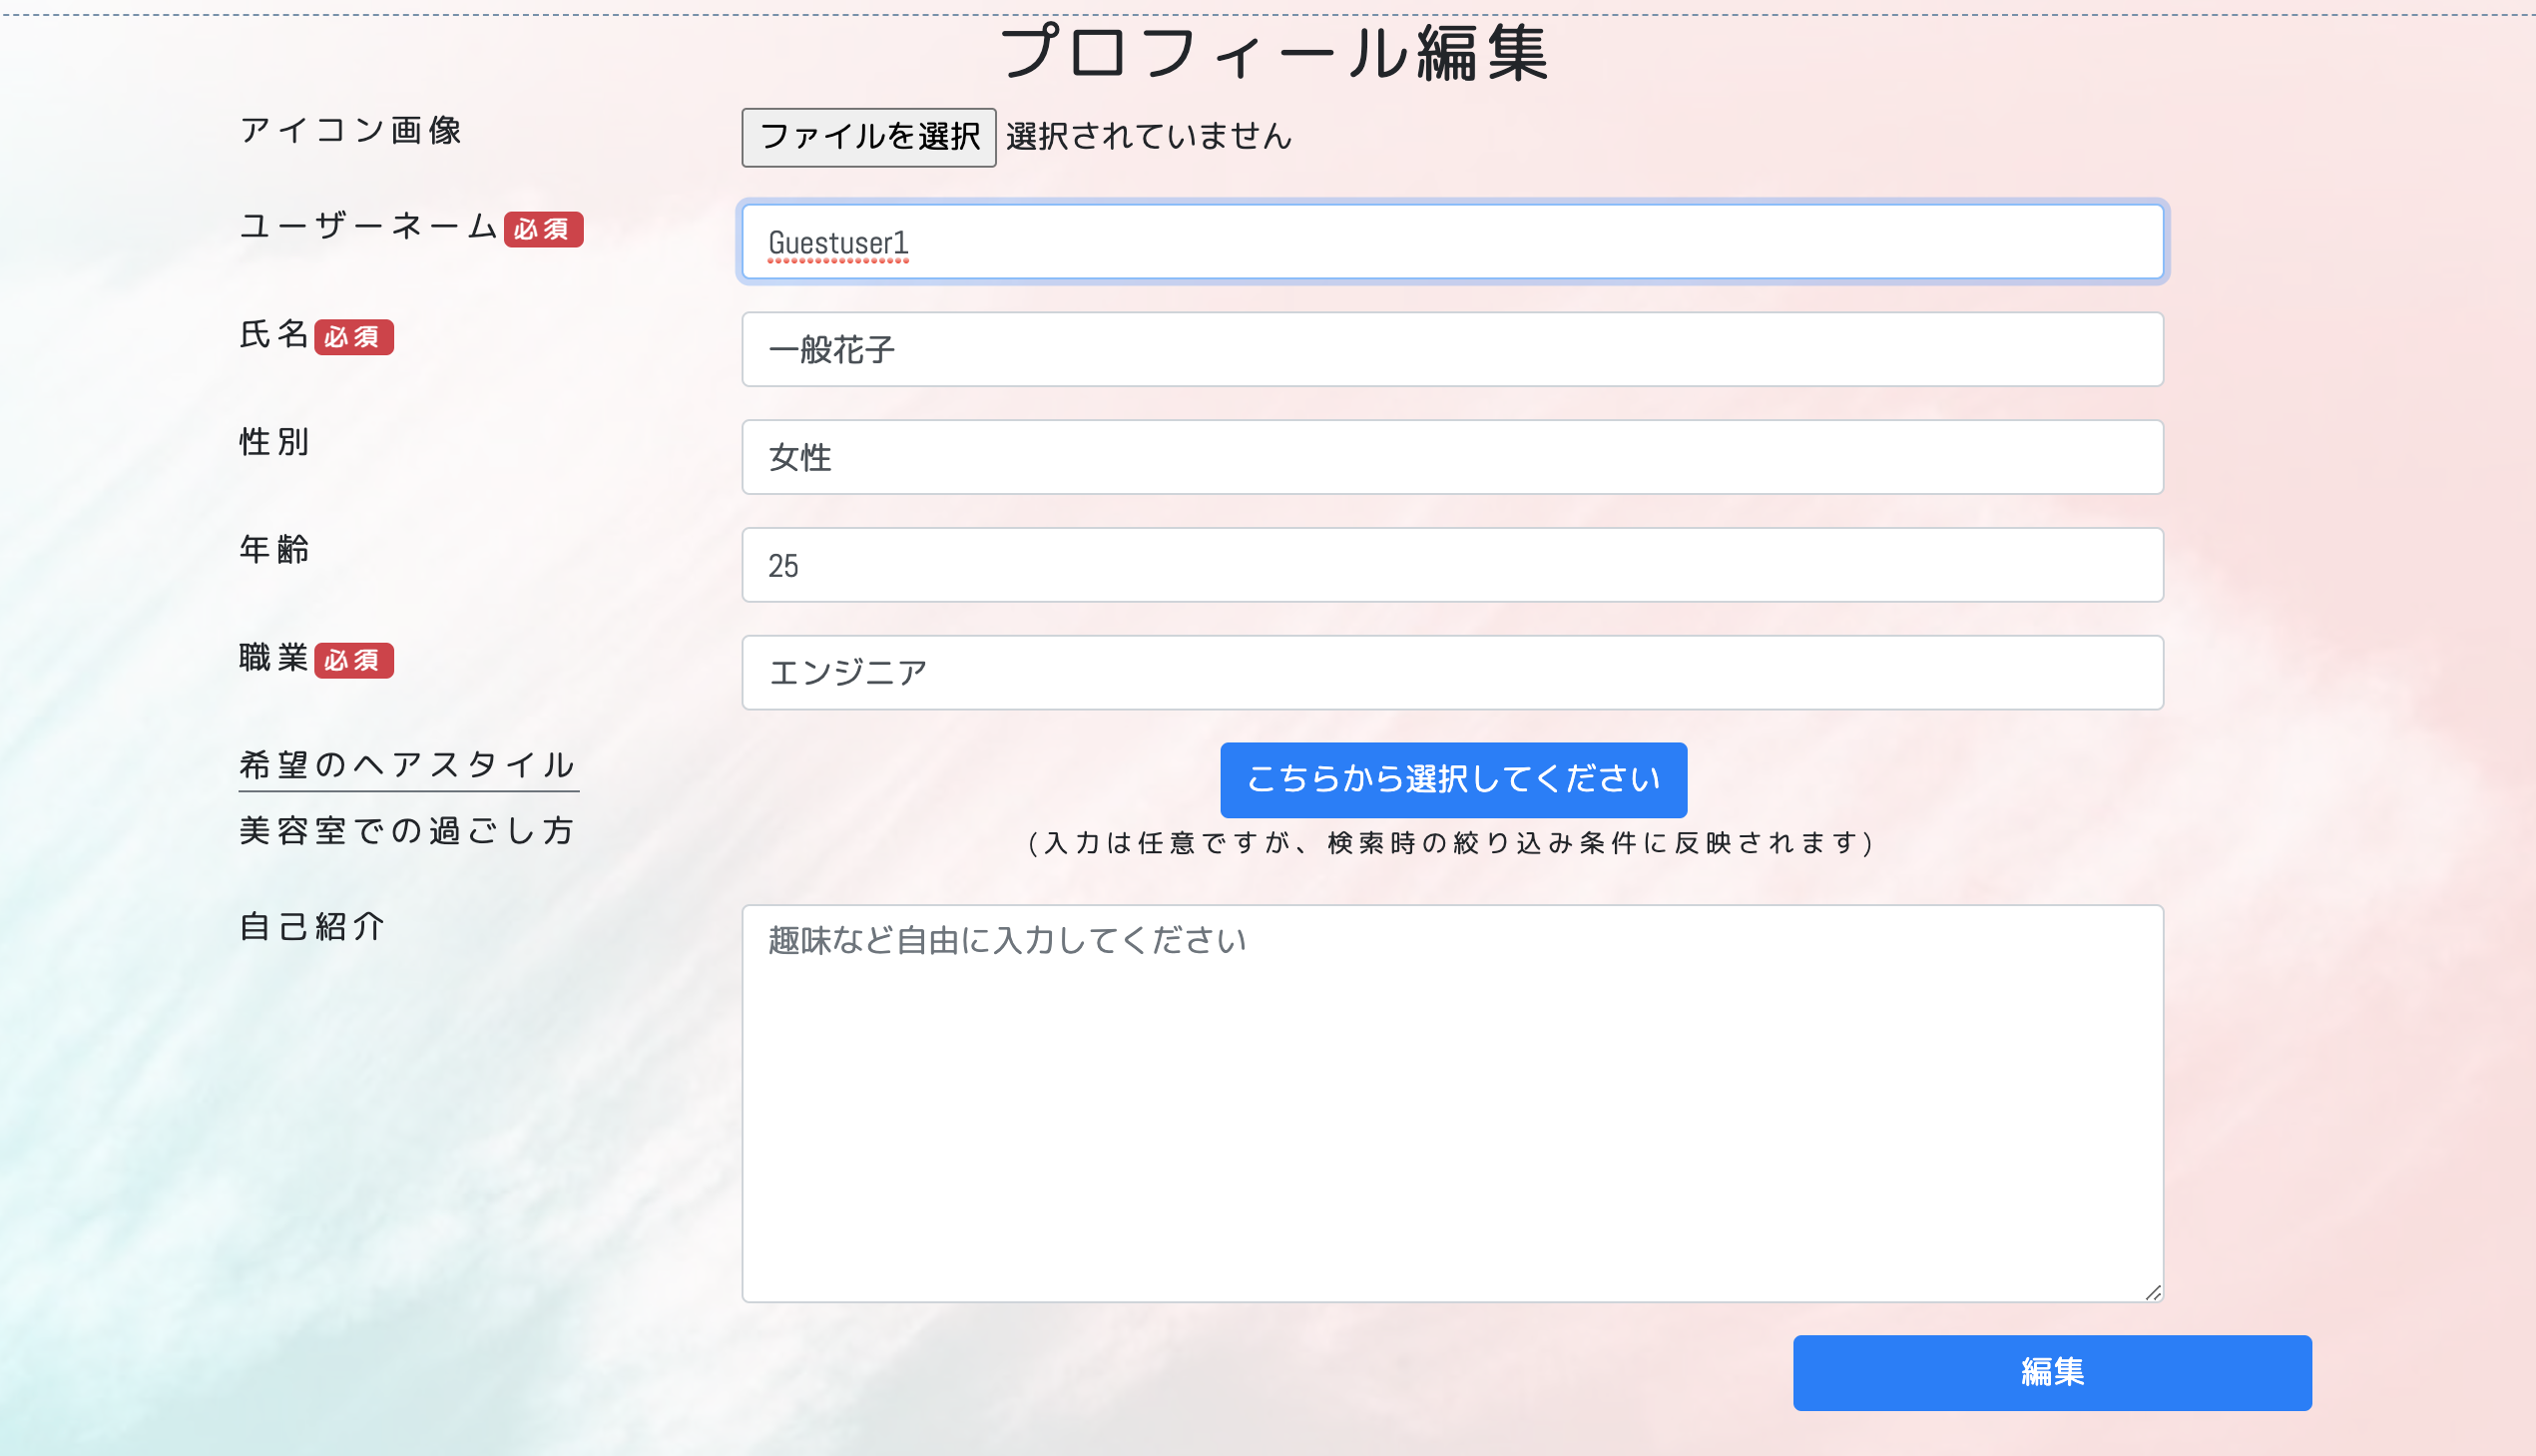 プロフィール編集
アイコン画像
ファイルを選択 選択されていません
ユーザーネーム 必須
Guestuser1
氏名 必須
一般花子
性別
女性
年齢
25
職業 必須
エンジニア
希望のヘアスタイル
美容室での過ごし方
こちらから選択してください
(入力は任意ですが、検索時の絞り込み条件に反映されます)
自己紹介
趣味など自由に入力してください
編集